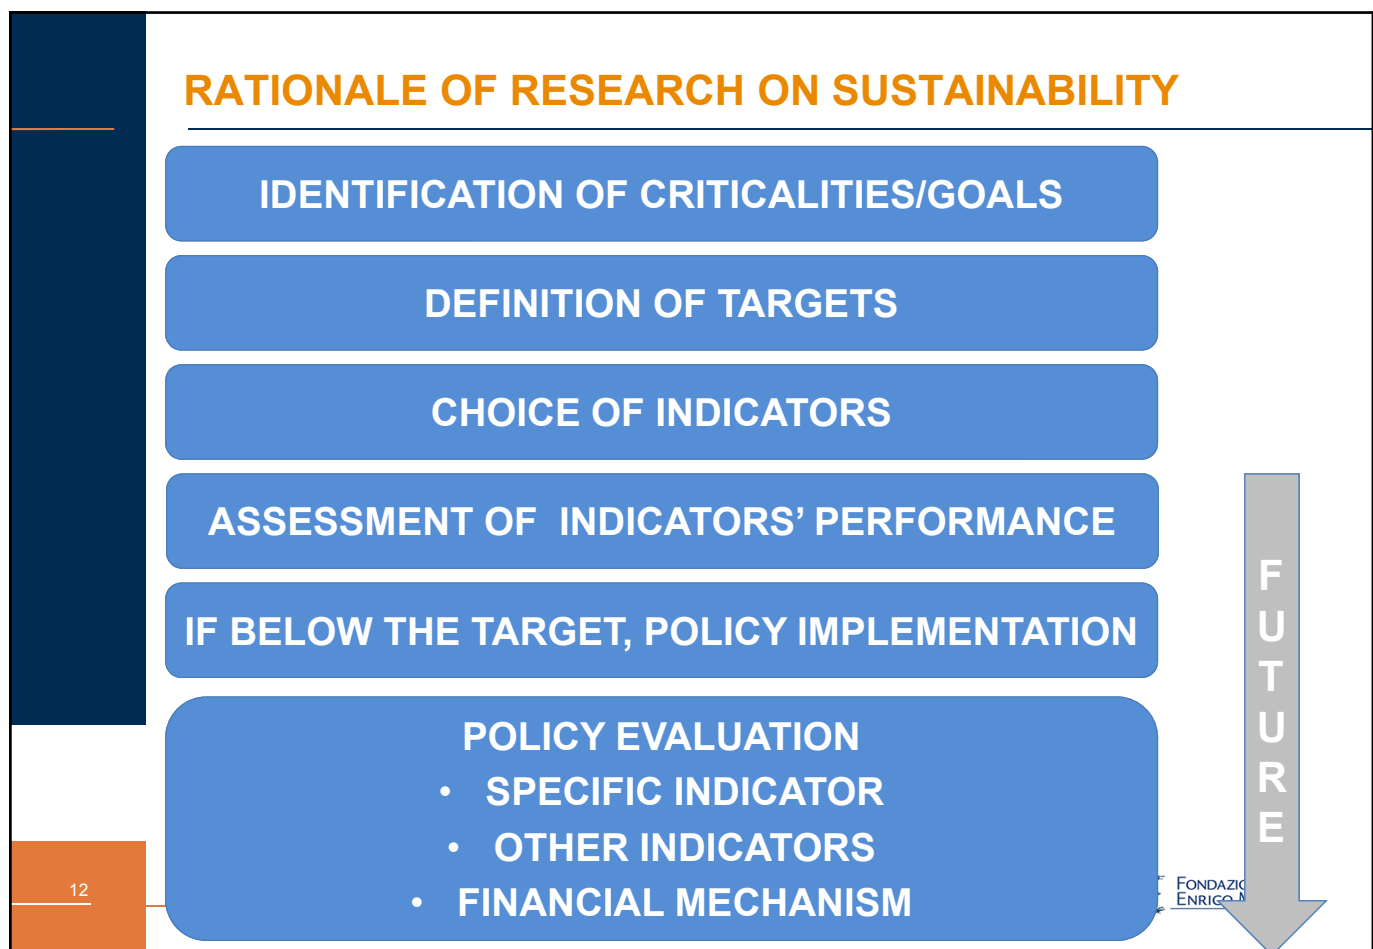 RATIONALE OF RESEARCH ON SUSTAINABILITY
IDENTIFICATION OF CRITICALITIES/GOALS
DEFINITION OF TARGETS
CHOICE OF INDICATORS
ASSESSMENT OF  INDICATORS’ PERFORMANCE
IF BELOW THE TARGET, POLICY IMPLEMENTATION
POLICY EVALUATION
• SPECIFIC INDICATOR
• OTHER INDICATORS
• FINANCIAL MECHANISM
F
U
T
U
R
E
12
ENRICO